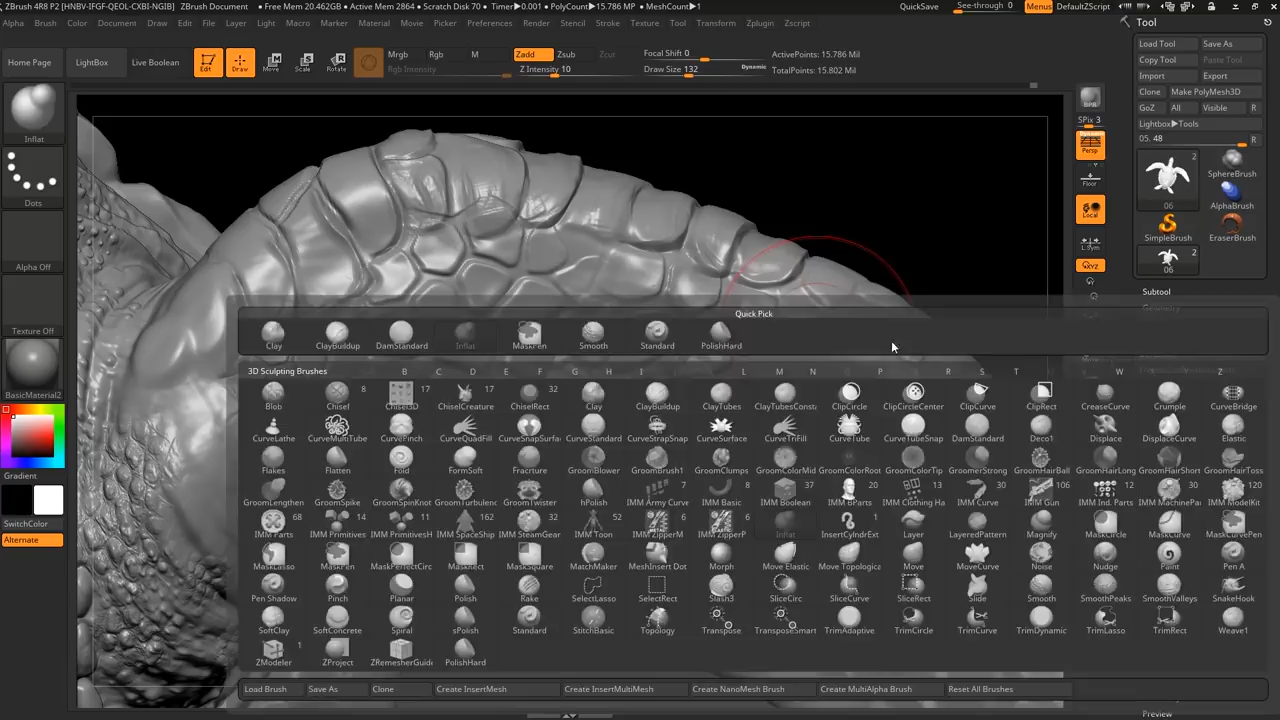 ZBrush 4R8 P2 [HNBV-IFGF-QEOL-CXBI-NGIB] ZBrush Document • Free Mem 20.462GB • Active Mem 2864 • Scratch Disk 70 • Timer▶0.001 • PolyCount▶15.786 MP • MeshCount▶1 QuickSave See-through 0 Menus DefaultZScript
Alpha Brush Color Document Draw Edit File Layer Light Macro Marker Material Movie Picker Preferences Render Stencil Stroke Texture Tool Transform Zplugin Zscript
Tool
Home Page LightBox Live Boolean Edit Draw Move Scale Rotate
Mrgb Rgb M Zadd Zsub Zcut
Rgb Intensity Z Intensity 10
Focal Shift 0
Draw Size 132 Dynamic
ActivePoints: 15.786 Mil
TotalPoints: 15.802 Mil
Load Tool Save As
Copy Tool Paste Tool
Import Export
Clone Make PolyMesh3D
GoZ All Visible R
Lightbox▶Tools
05. 48 R
2 SphereBrush
06 AlphaBrush
SimpleBrush EraserBrush
2
06
Subtool
Geometry
Preview
BPR
SPix 3
Dynamic
Persp
Floor
Local
L.Sym
XYZ
Inflat
Dots
Alpha Off
Texture Off
BasicMaterial2
Gradient
SwitchColor
Alternate
Quick Pick
Clay ClayBuildup DamStandard Inflat MaskPen Smooth Standard PolishHard
3D Sculpting Brushes B C D E F G H I L M N O P R S T V W X Y Z
8 17 17 32
Blob Chisel Chisel3D ChiselCreature ChiselRect Clay ClayBuildup ClayTubes ClayTubesConsta ClipCircle ClipCircleCenter ClipCurve ClipRect CreaseCurve Crumple CurveBridge
CurveLathe CurveMultiTube CurvePinch CurveQuadFill CurveSnapSurfac CurveStandard CurveStrapSnap CurveSurface CurveTriFill CurveTube CurveTubeSnap DamStandard Deco1 Displace DisplaceCurve Elastic
Flakes Flatten Fold FormSoft Fracrture GroomBlower GroomBrush1 GroomClumps GroomColorMid GroomColorRoot GroomColorTip GroomerStrong GroomHairBall GroomHairLong GroomHairShort GroomHairToss
7 8 37 20 13 30 106 12 30 120
GroomLengthen GroomSpike GroomSpinKnot GroomTurbulenc GroomTwister hPolish IMM Army Curve IMM Basic IMM Boolean IMM BParts IMM Clothing Ha IMM Curve IMM Gun IMM Ind. Parts IMM MachinePar IMM ModelKit
68 14 11 162 32 52 6 6 1
IMM Parts IMM Primitives IMM PrimitivesH IMM SpaceShip IMM SteamGear IMM Toon IMM ZipperM IMM ZipperP Inflat InsertCylndrExt Layer LayeredPattern Magnify MaskCircle MaskCurve MaskCurvePen
MaskLasso MaskPen MaskPerfectCirc MaskRect MaskSquare MatchMaker MeshInsert Dot Morph Move Elastic Move Topologica Move MoveCurve Noise Nudge Paint Pen A
Pen Shadow Pinch Planar Polish Rake SelectLasso SelectRect Slash3 SliceCirc SliceCurve SliceRect Slide Smooth SmoothPeaks SmoothValleys SnakeHook
SoftClay SoftConcrete Spiral sPolish Standard StitchBasic Topology Transpose TransposeSmart TrimAdaptive TrimCircle TrimCurve TrimDynamic TrimLasso TrimRect Weave1
1
ZModeler ZProject ZRemesherGuide PolishHard
Load Brush Save As Clone Create InsertMesh Create InsertMultiMesh Create NanoMesh Brush Create MultiAlpha Brush Reset All Brushes